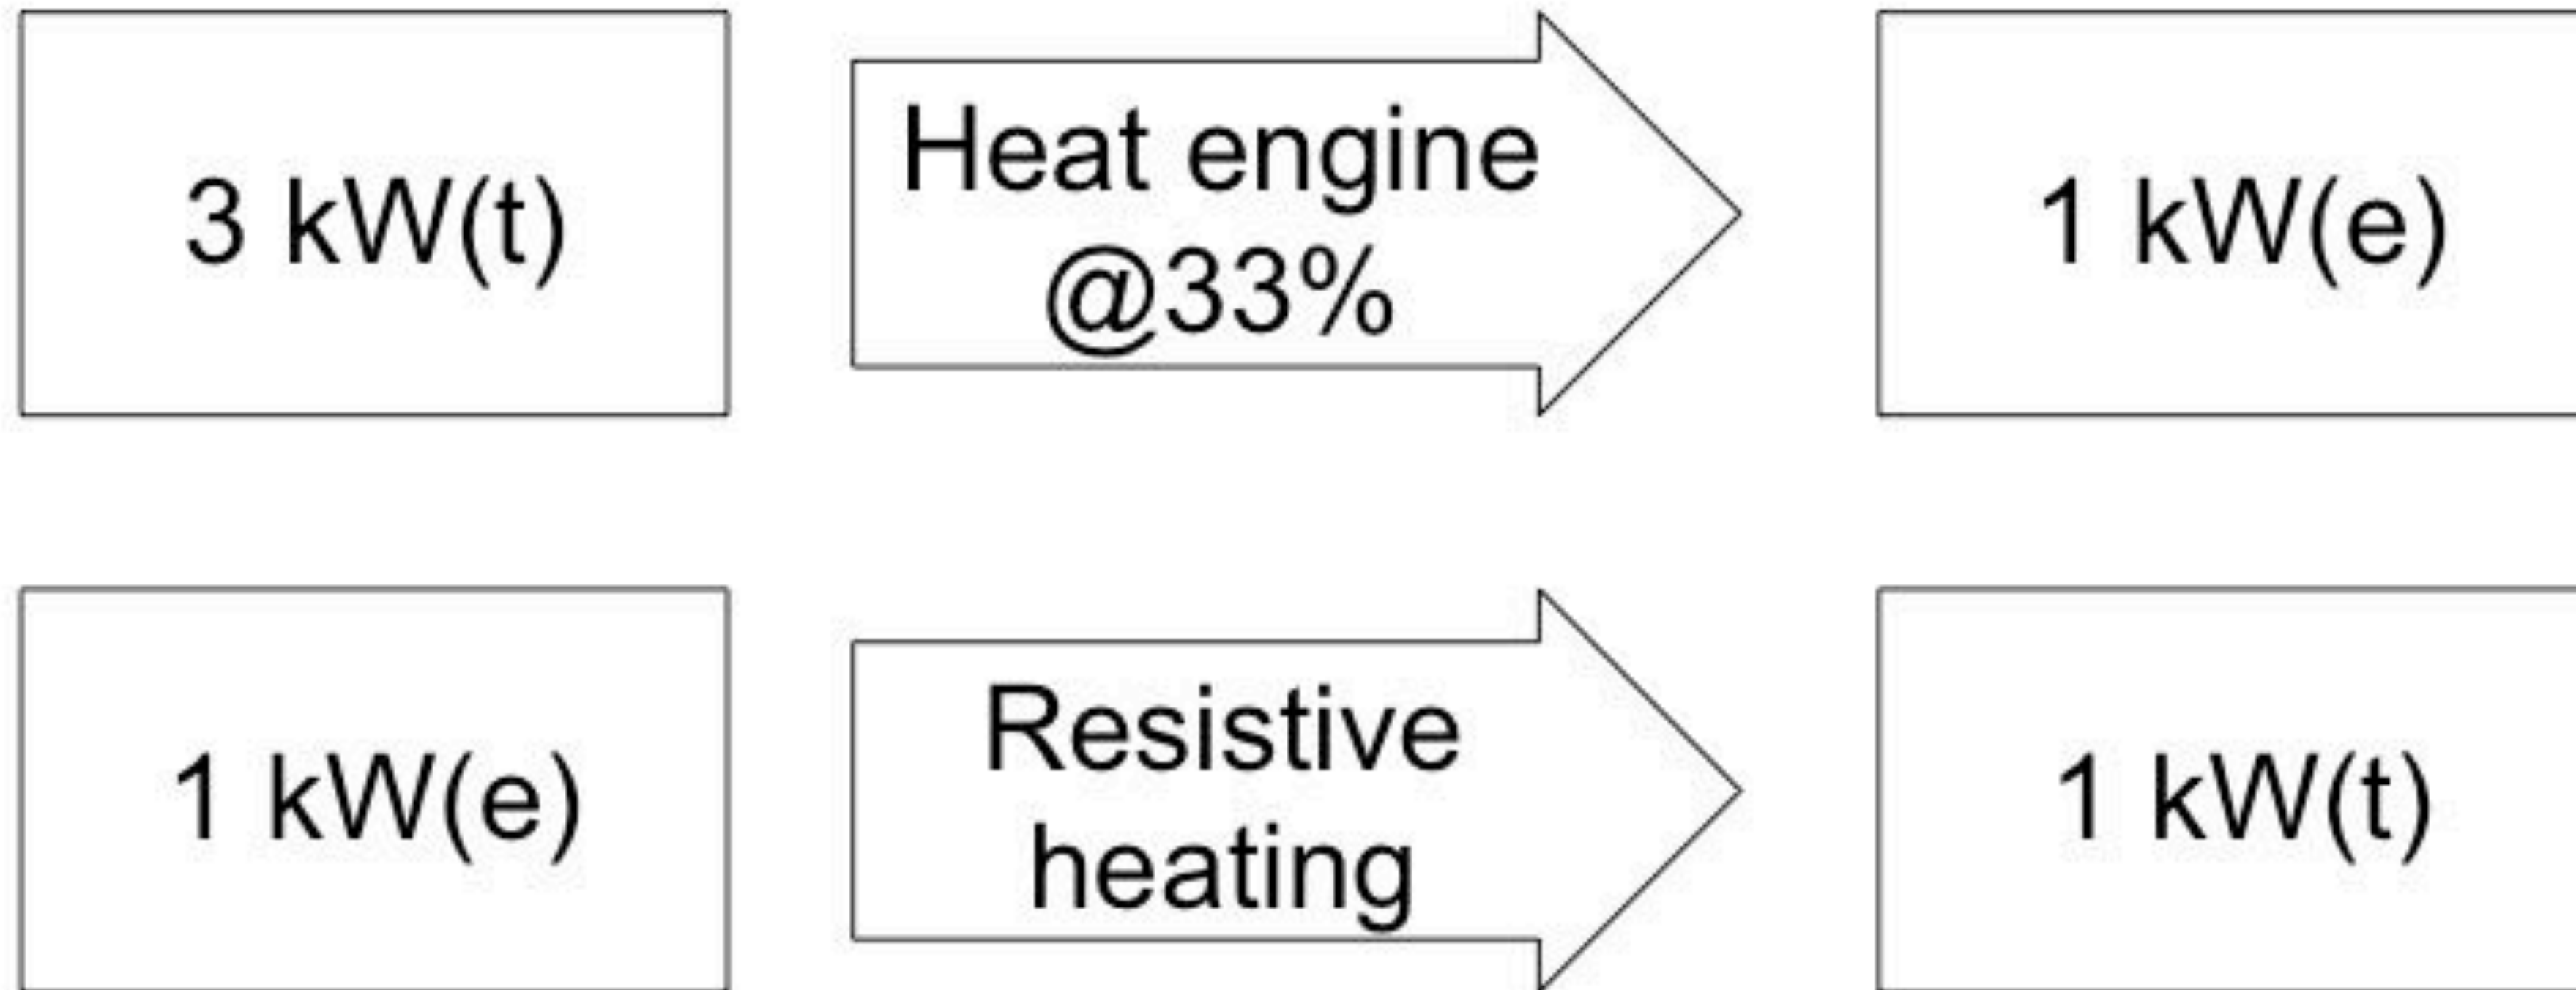 3 kW(t)
Heat engine
@33%
1 kW(e)
1 kW(e)
Resistive
heating
1 kW(t)